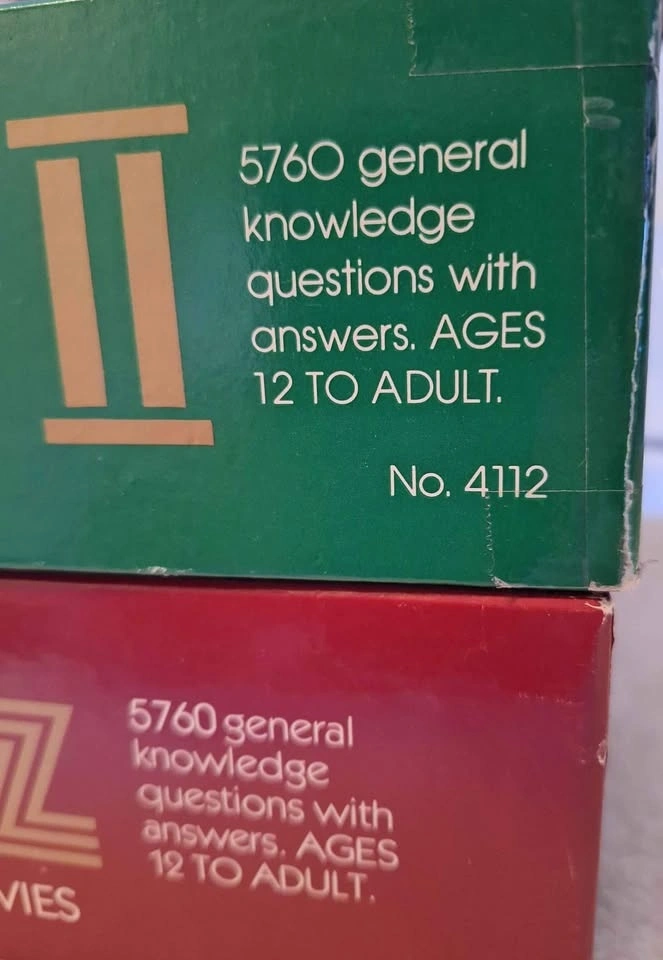 II
5760 general
knowledge
questions with
answers. AGES
12 TO ADULT.
No. 4112
5760 general
knowledge
questions with
answers. AGES
12 TO ADULT.